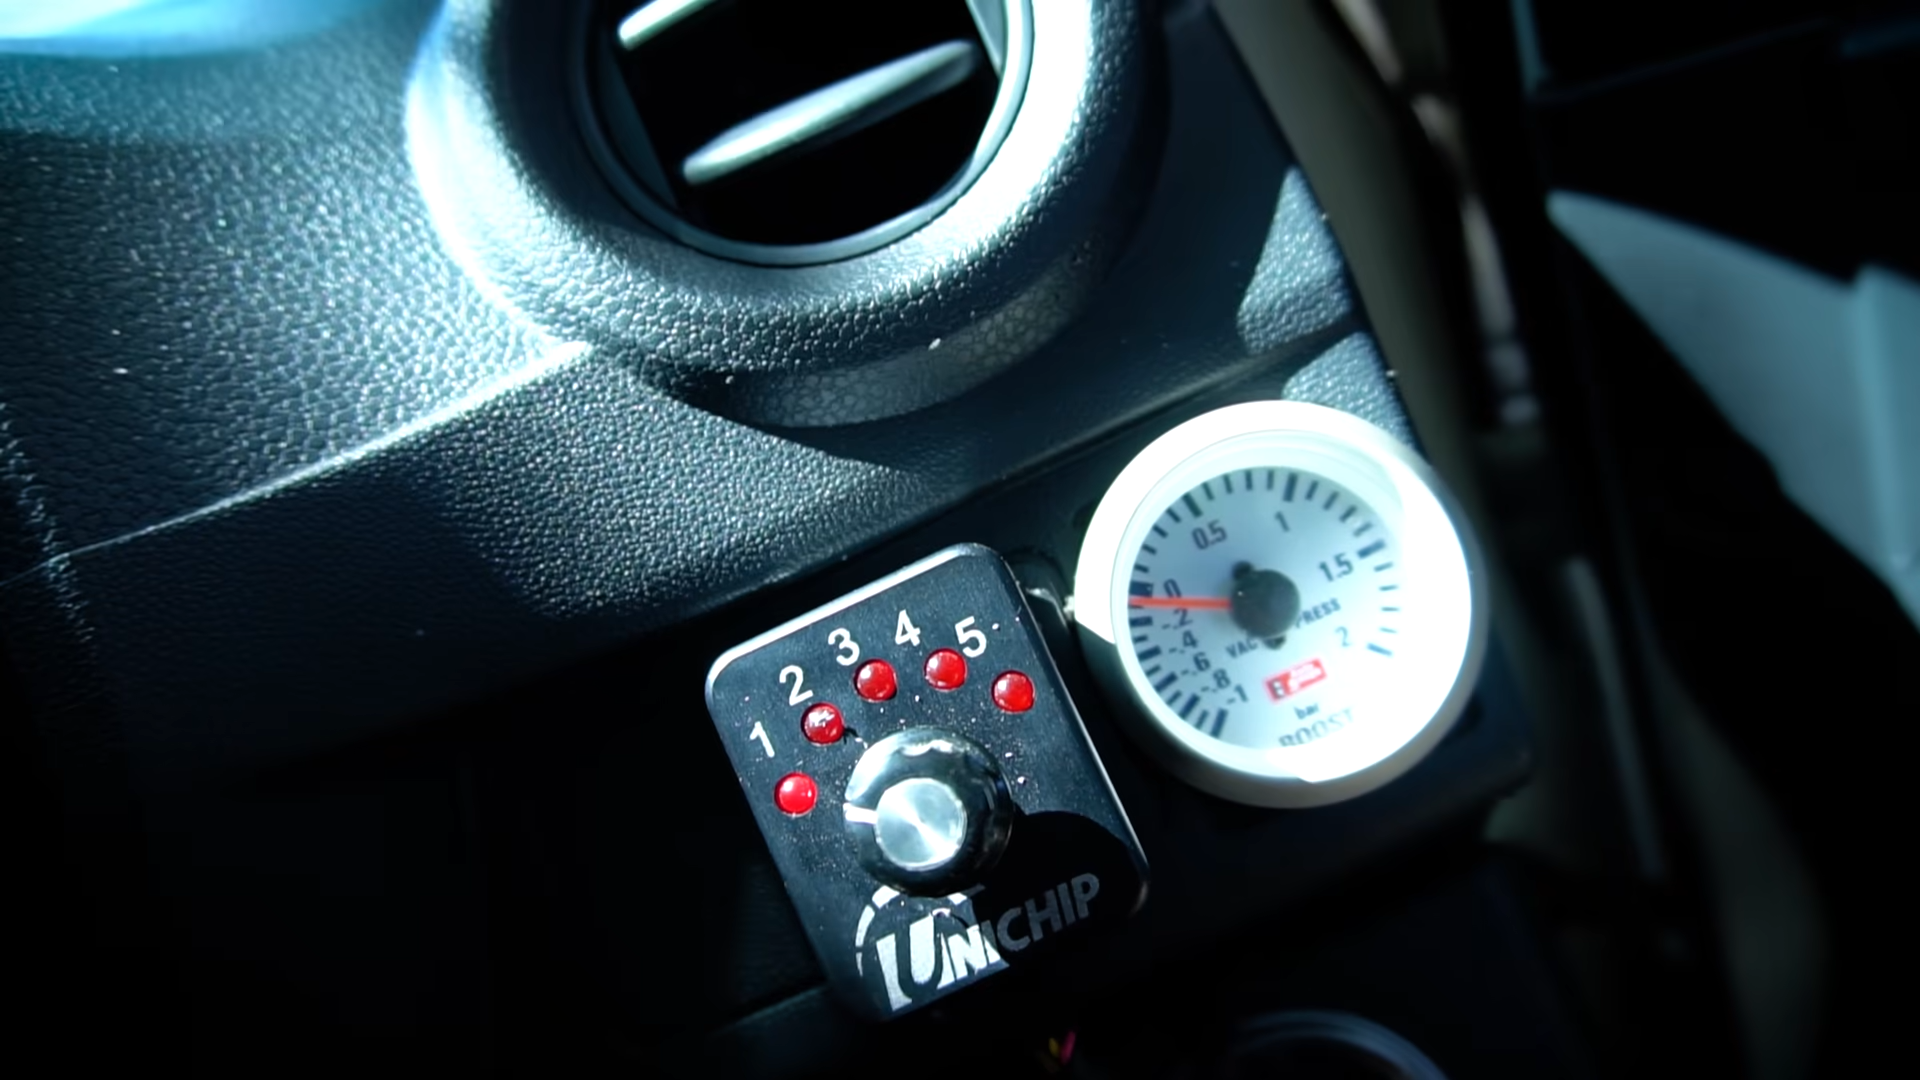 1 2 3 4 5
UNICHIP
0.5 1
0 1.5
-.2 PRESS
-.4 VAC
-.6 2
-.8
-1
bar
BOOST